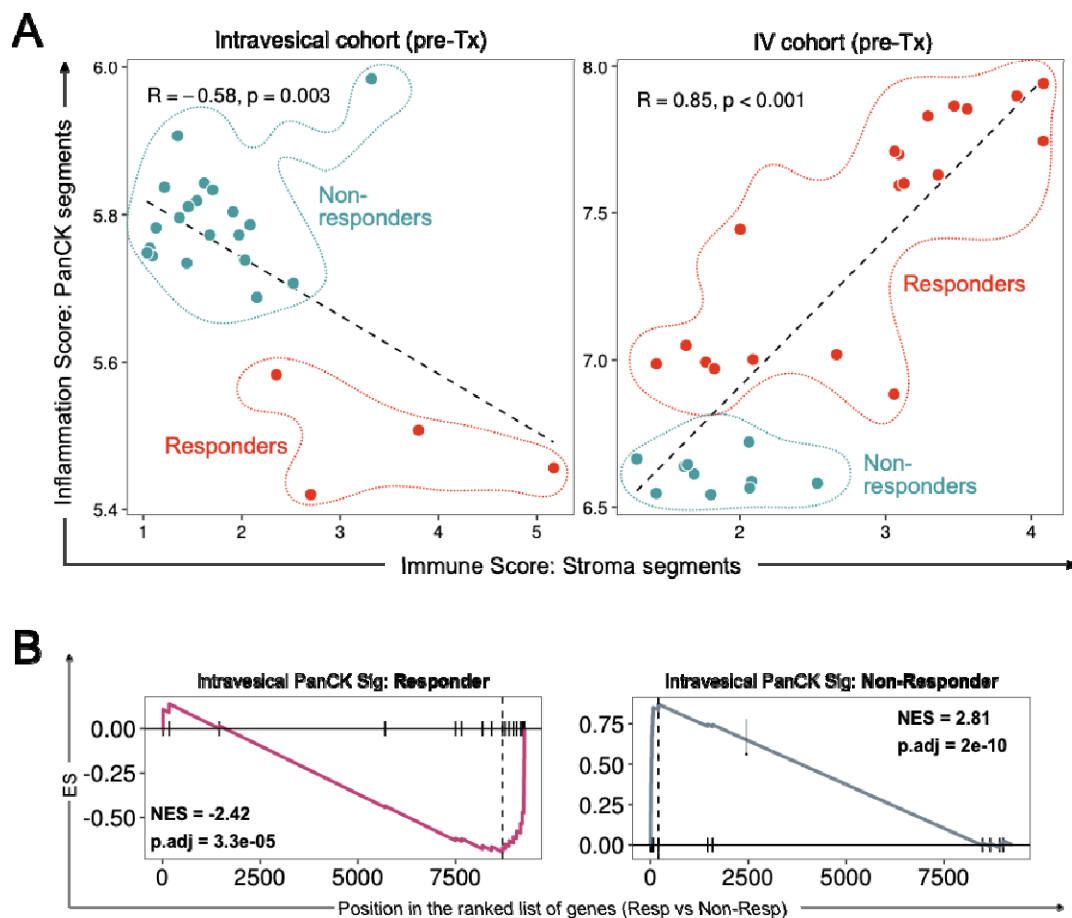 A
Intravesical cohort (pre-Tx)
IV cohort (pre-Tx)
Inflammation Score: PanCK segments
6.0
5.8
5.6
5.4
R = −0.58, p = 0.003
Non-
responders
Responders
1
2
3
4
5
8.0
7.5
7.0
6.5
R = 0.85, p < 0.001
Responders
Non-
responders
2
3
4
Immune Score: Stroma segments
B
Intravesical PanCK Sig: Responder
Intravesical PanCK Sig: Non-Responder
ES
0.00
-0.25
-0.50
NES = -2.42
p.adj = 3.3e-05
0
2500
5000
7500
0.75
0.50
0.25
0.00
NES = 2.81
p.adj = 2e-10
0
2500
5000
7500
Position in the ranked list of genes (Resp vs Non-Resp)